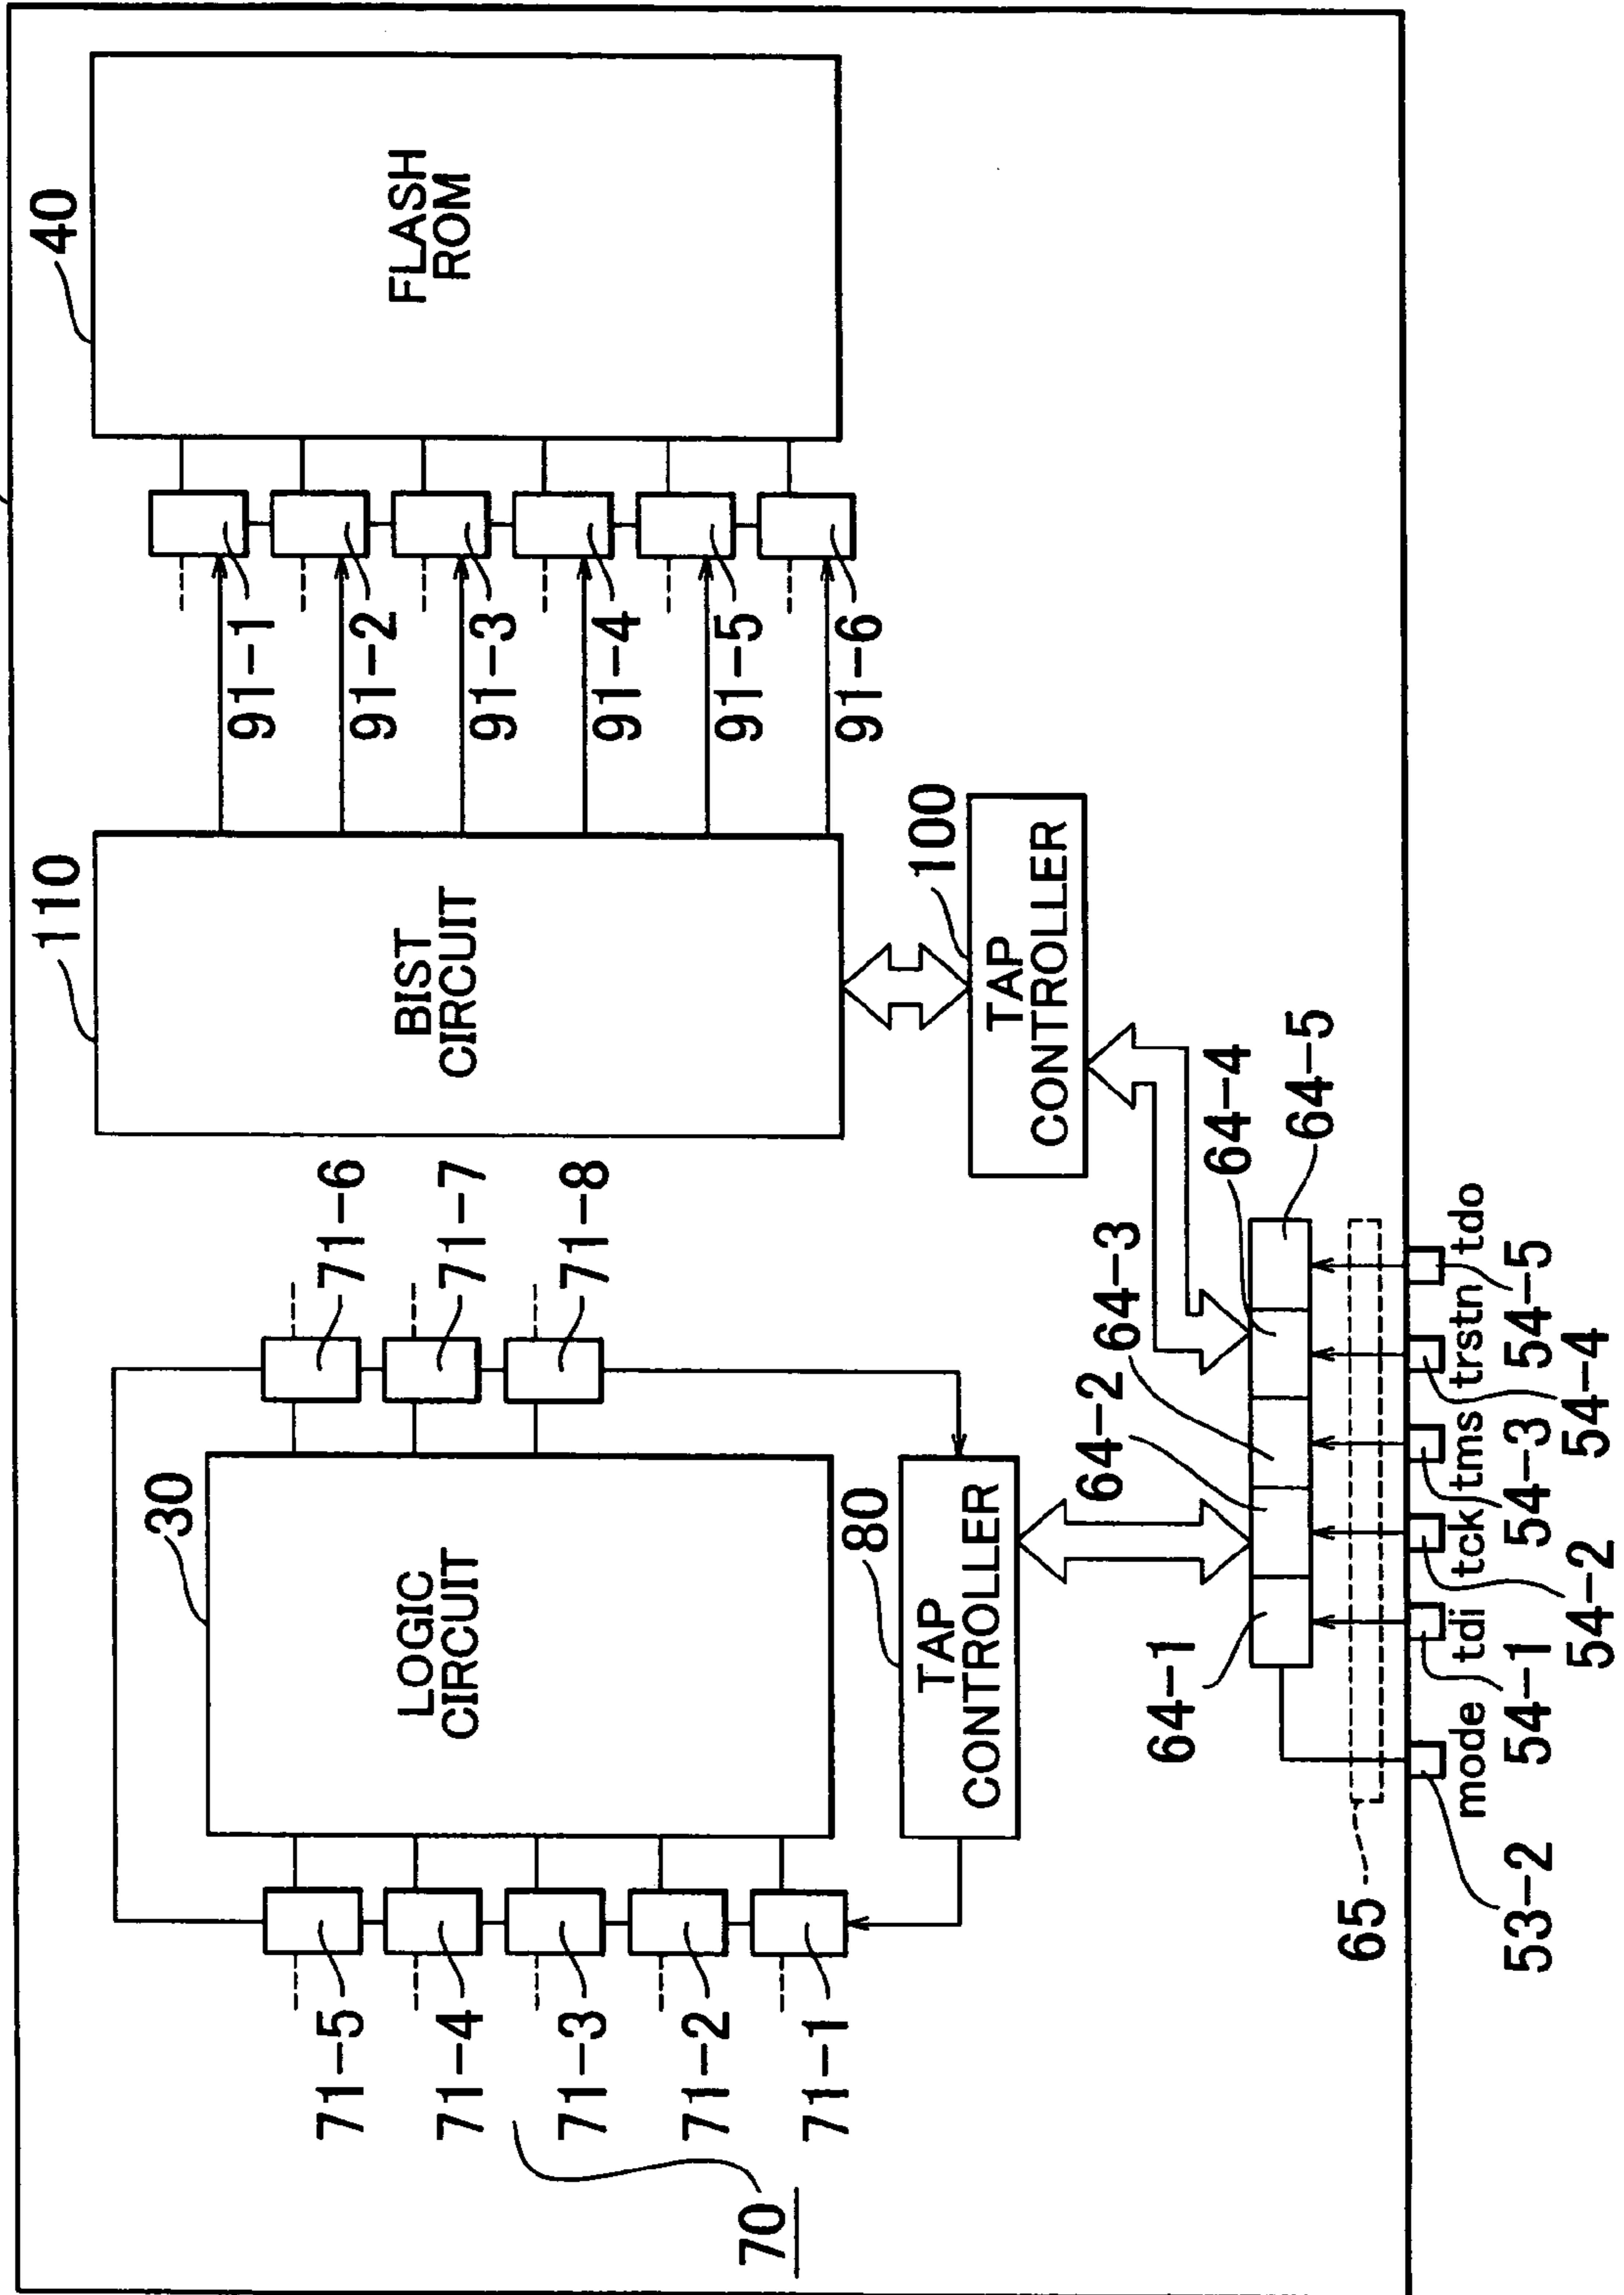 40
FLASH
ROM
91-1
91-2
91-3
91-4
91-5
91-6
110
BIST
CIRCUIT
100
TAP
CONTROLLER
71-6
71-7
71-8
30
LOGIC
CIRCUIT
80
TAP
CONTROLLER
71-5
71-4
71-3
71-2
71-1
70
64-1
64-2
64-3
64-4
64-5
65
mode tdi tck tms trstn tdo
53-2
54-1
54-2
54-3
54-4
54-5